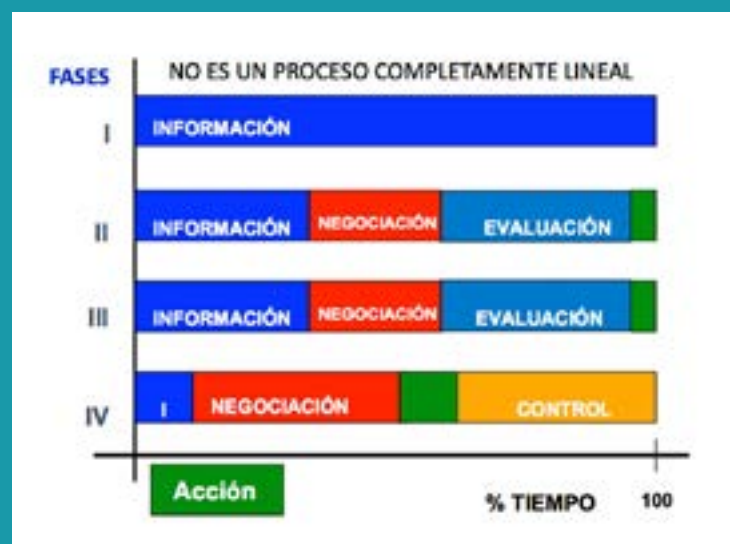 NO ES UN PROCESO COMPLETAMENTE LINEAL
FASES
I INFORMACIÓN
II INFORMACIÓN NEGOCIACIÓN EVALUACIÓN
III INFORMACIÓN NEGOCIACIÓN EVALUACIÓN
IV I NEGOCIACIÓN CONTROL
Acción
% TIEMPO 100